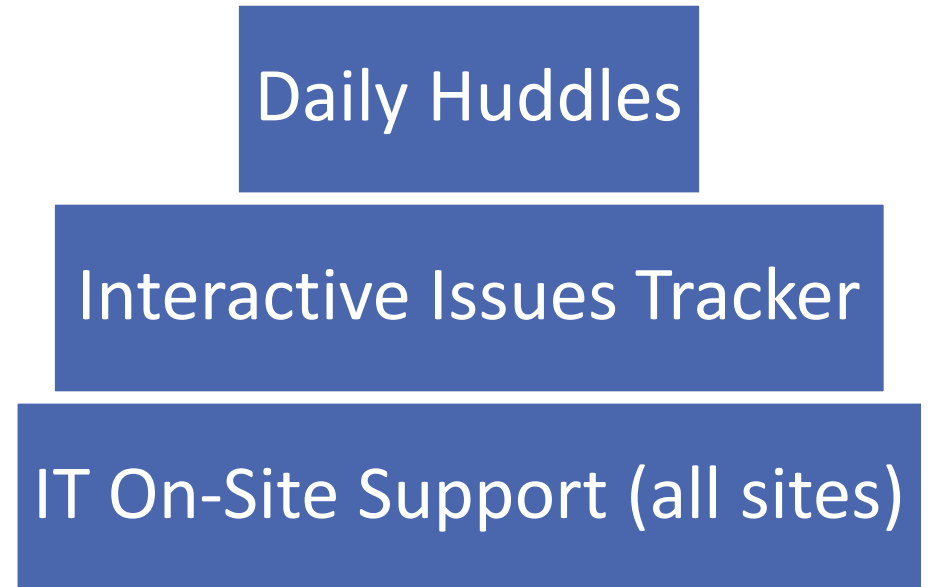 Daily Huddles
Interactive Issues Tracker
IT On-Site Support (all sites)